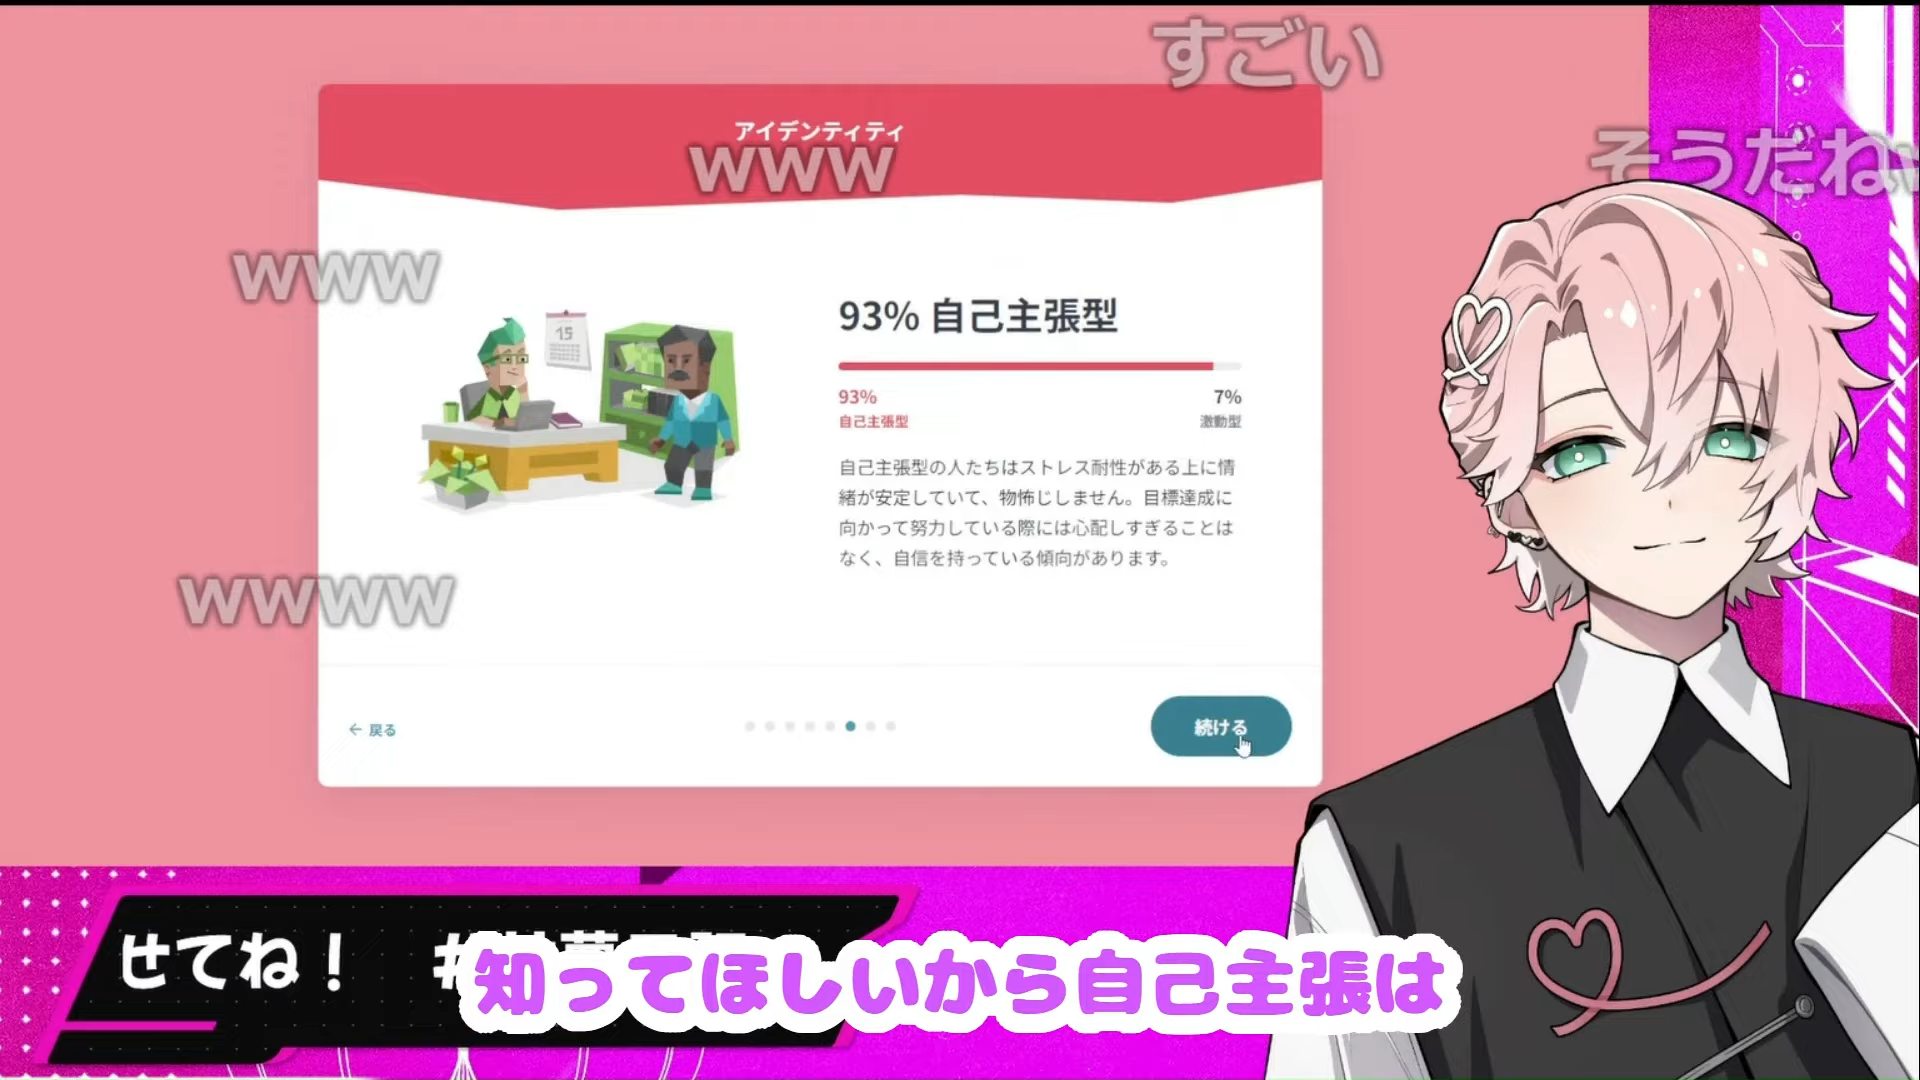 すごい
アイデンティティ
www
そうだねw
www
15
93% 自己主張型
93%
7%
自己主張型
激動型
自己主張型の人たちはストレス耐性がある上に情
緒が安定していて、物怖じしません。目標達成に
向かって努力している際には心配しすぎることは
なく、自信を持っている傾向があります。
wwww
← 戻る
続ける
せてね！ #
知ってほしいから自己主張は